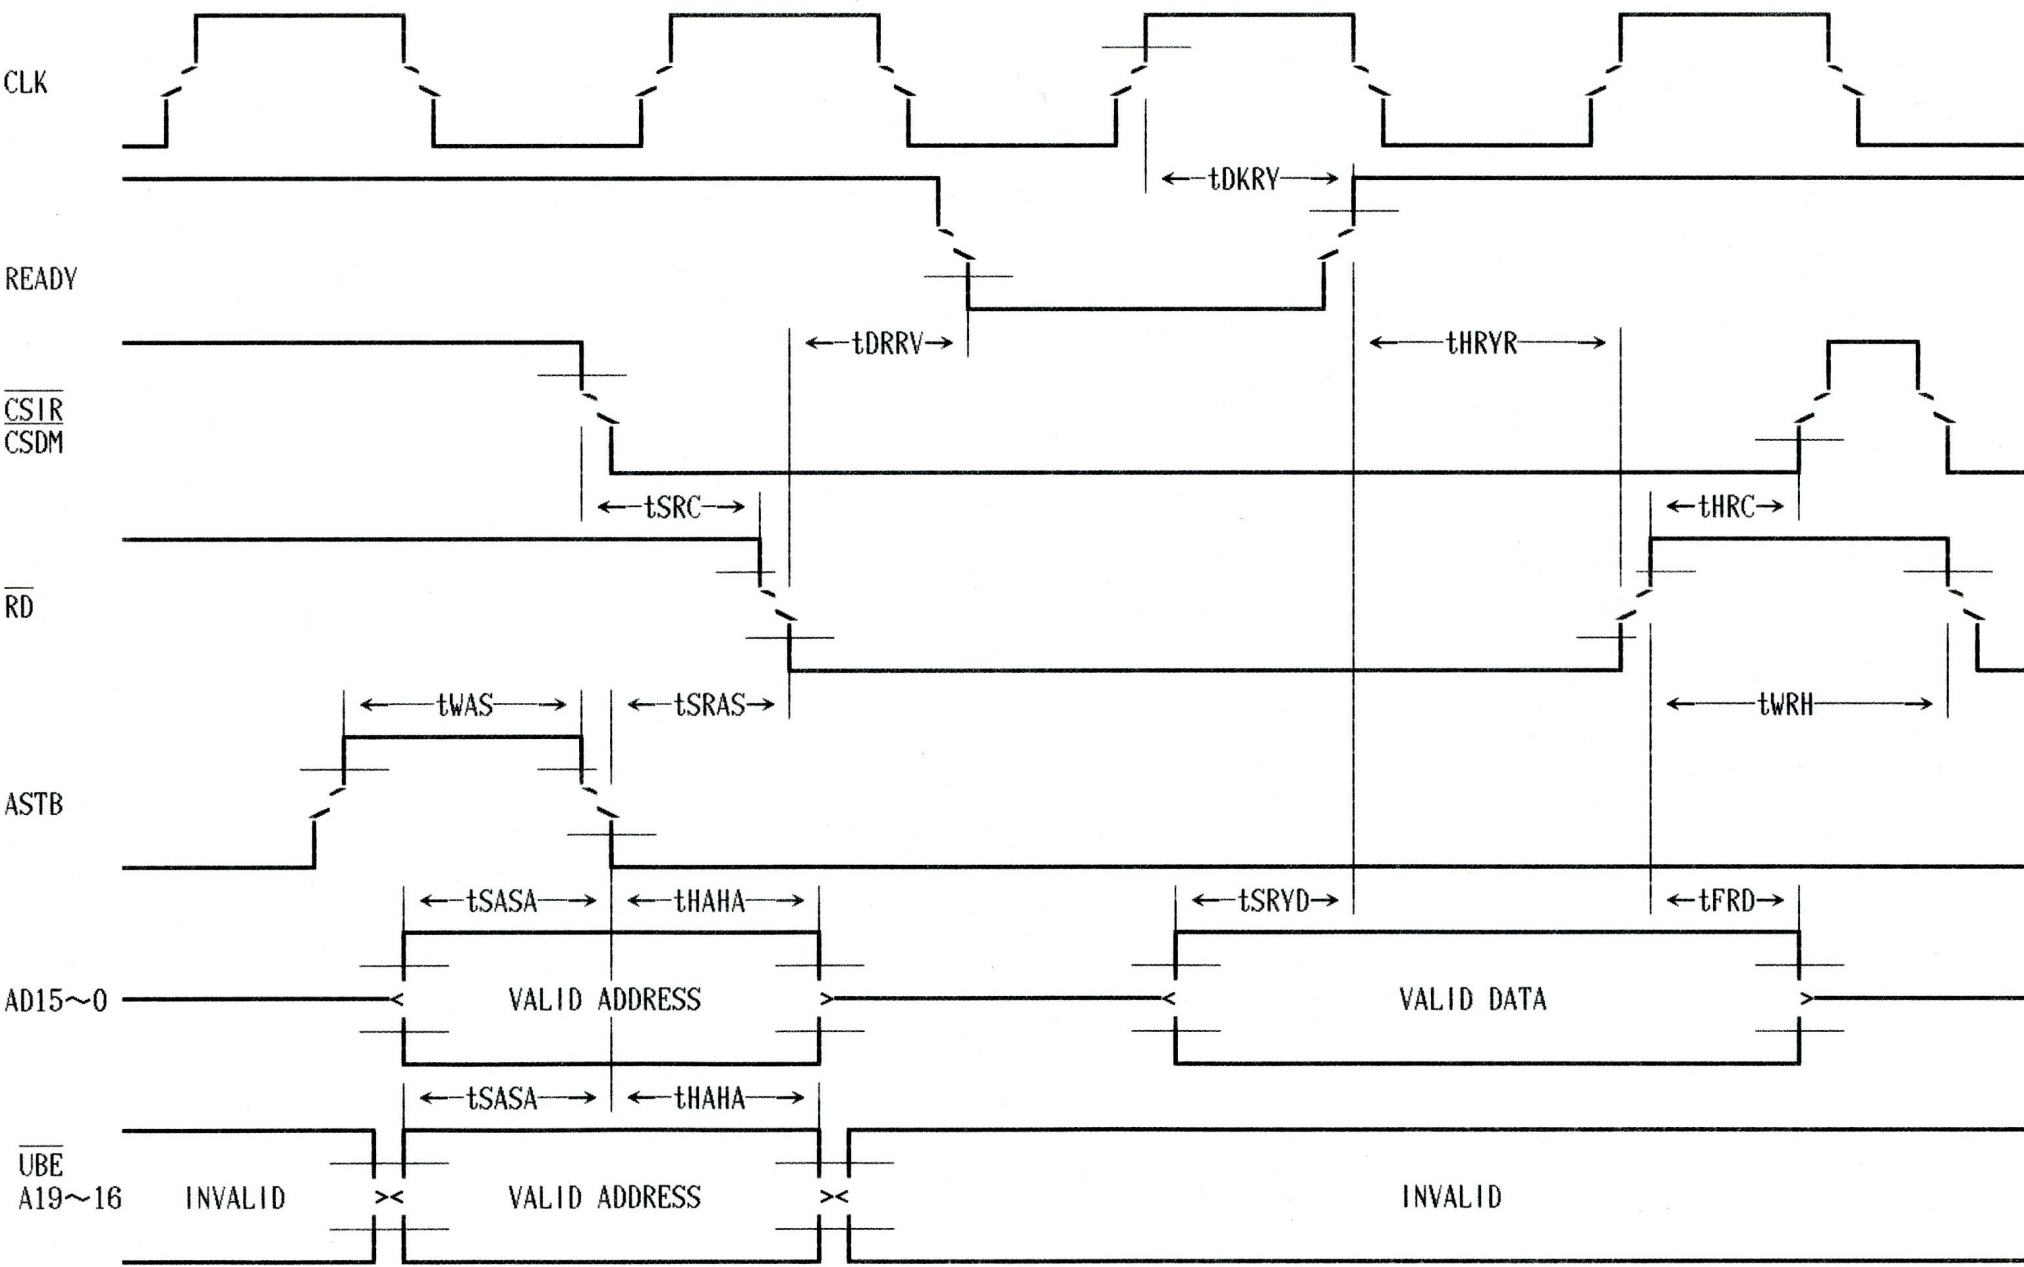 CLK
tDKRY
READY
tDRRV
tHRYR
CSIR
CSDM
tSRC
tHRC
RD
tWAS
tSRAS
tWRH
ASTB
tSASA
tHAHA
tSRYD
tFRD
AD15~0
VALID ADDRESS
VALID DATA
tSASA
tHAHA
UBE
A19~16
INVALID
VALID ADDRESS
INVALID